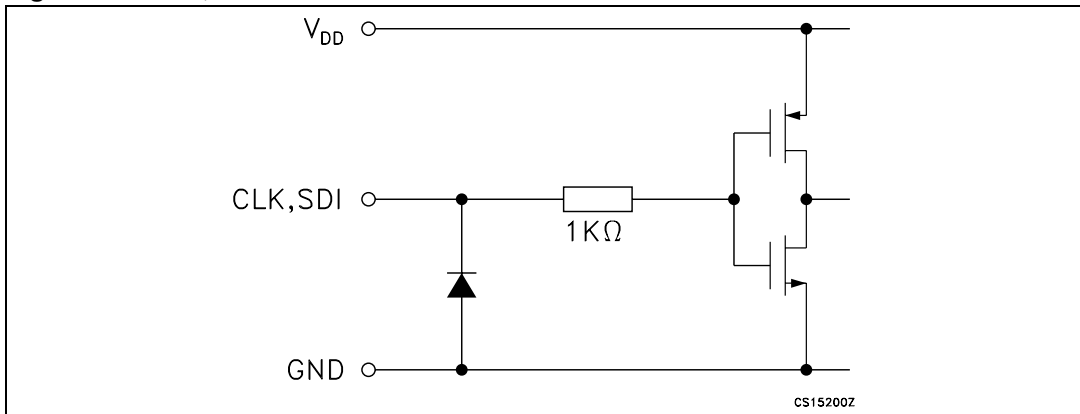 V_DD
CLK,SDI
1KΩ
GND
CS15200Z